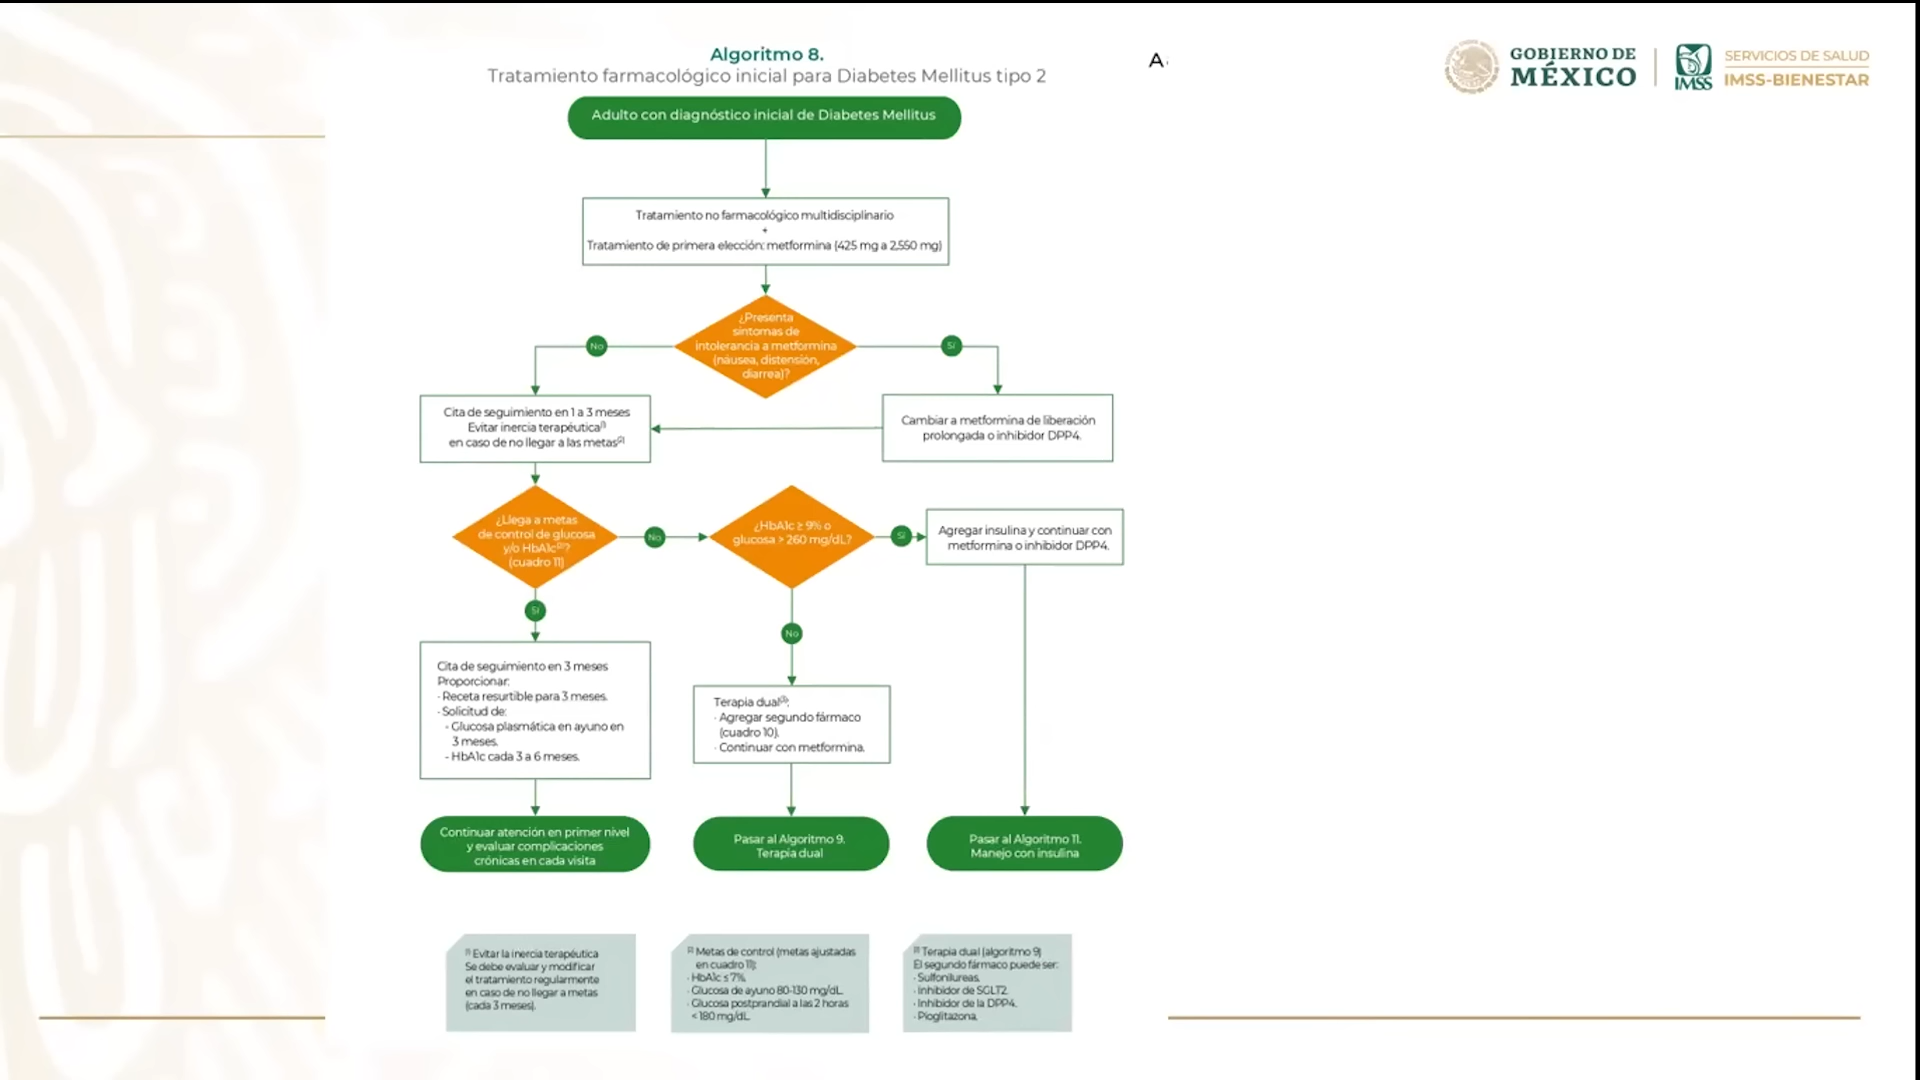 Algoritmo 8.
Tratamiento farmacológico inicial para Diabetes Mellitus tipo 2
A
GOBIERNO DE
MÉXICO
IMSS
SERVICIOS DE SALUD
IMSS-BIENESTAR
Adulto con diagnóstico inicial de Diabetes Mellitus
Tratamiento no farmacológico multidisciplinario
+
Tratamiento de primera elección: metformina (425 mg a 2,550 mg)
¿Presenta
síntomas de
intolerancia a metformina
(náusea, distensión,
diarrea)?
No
Sí
Cita de seguimiento en 1 a 3 meses
Evitar inercia terapéutica(1)
en caso de no llegar a las metas(2)
Cambiar a metformina de liberación
prolongada o inhibidor DPP4.
¿Llega a metas
de control de glucosa
y/o HbA1c(2)?
(cuadro 11)
No
¿HbA1c ≥ 9% o
glucosa > 260 mg/dL?
Sí
Agregar insulina y continuar con
metformina o inhibidor DPP4.
Sí
No
Cita de seguimiento en 3 meses
Proporcionar:
· Receta resurtible para 3 meses.
· Solicitud de:
- Glucosa plasmática en ayuno en
3 meses.
- HbA1c cada 3 a 6 meses.
Terapia dual(3):
· Agregar segundo fármaco
(cuadro 10).
· Continuar con metformina.
Continuar atención en primer nivel
y evaluar complicaciones
crónicas en cada visita
Pasar al Algoritmo 9.
Terapia dual
Pasar al Algoritmo 11.
Manejo con insulina
(1) Evitar la inercia terapéutica
Se debe evaluar y modificar
el tratamiento regularmente
en caso de no llegar a metas
(cada 3 meses).
(2) Metas de control (metas ajustadas
en cuadro 11):
· HbA1c ≤ 7%.
· Glucosa de ayuno 80-130 mg/dL.
· Glucosa postprandial a las 2 horas
< 180 mg/dL.
(3) Terapia dual (algoritmo 9)
El segundo fármaco puede ser:
· Sulfonilureas.
· Inhibidor de SGLT2.
· Inhibidor de la DPP4.
· Pioglitazona.